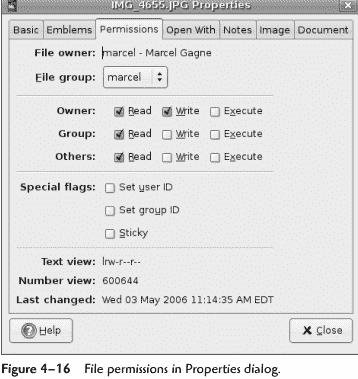 IMG_4655.JPG Properties
Basic Emblems Permissions Open With Notes Image Document
File owner: marcel - Marcel Gagne
File group: marcel
Owner: Read Write Execute
Group: Read Write Execute
Others: Read Write Execute
Special flags: Set user ID
Set group ID
Sticky
Text view: lrw-r--r--
Number view: 600644
Last changed: Wed 03 May 2006 11:14:35 AM EDT
Help Close
Figure 4–16 File permissions in Properties dialog.